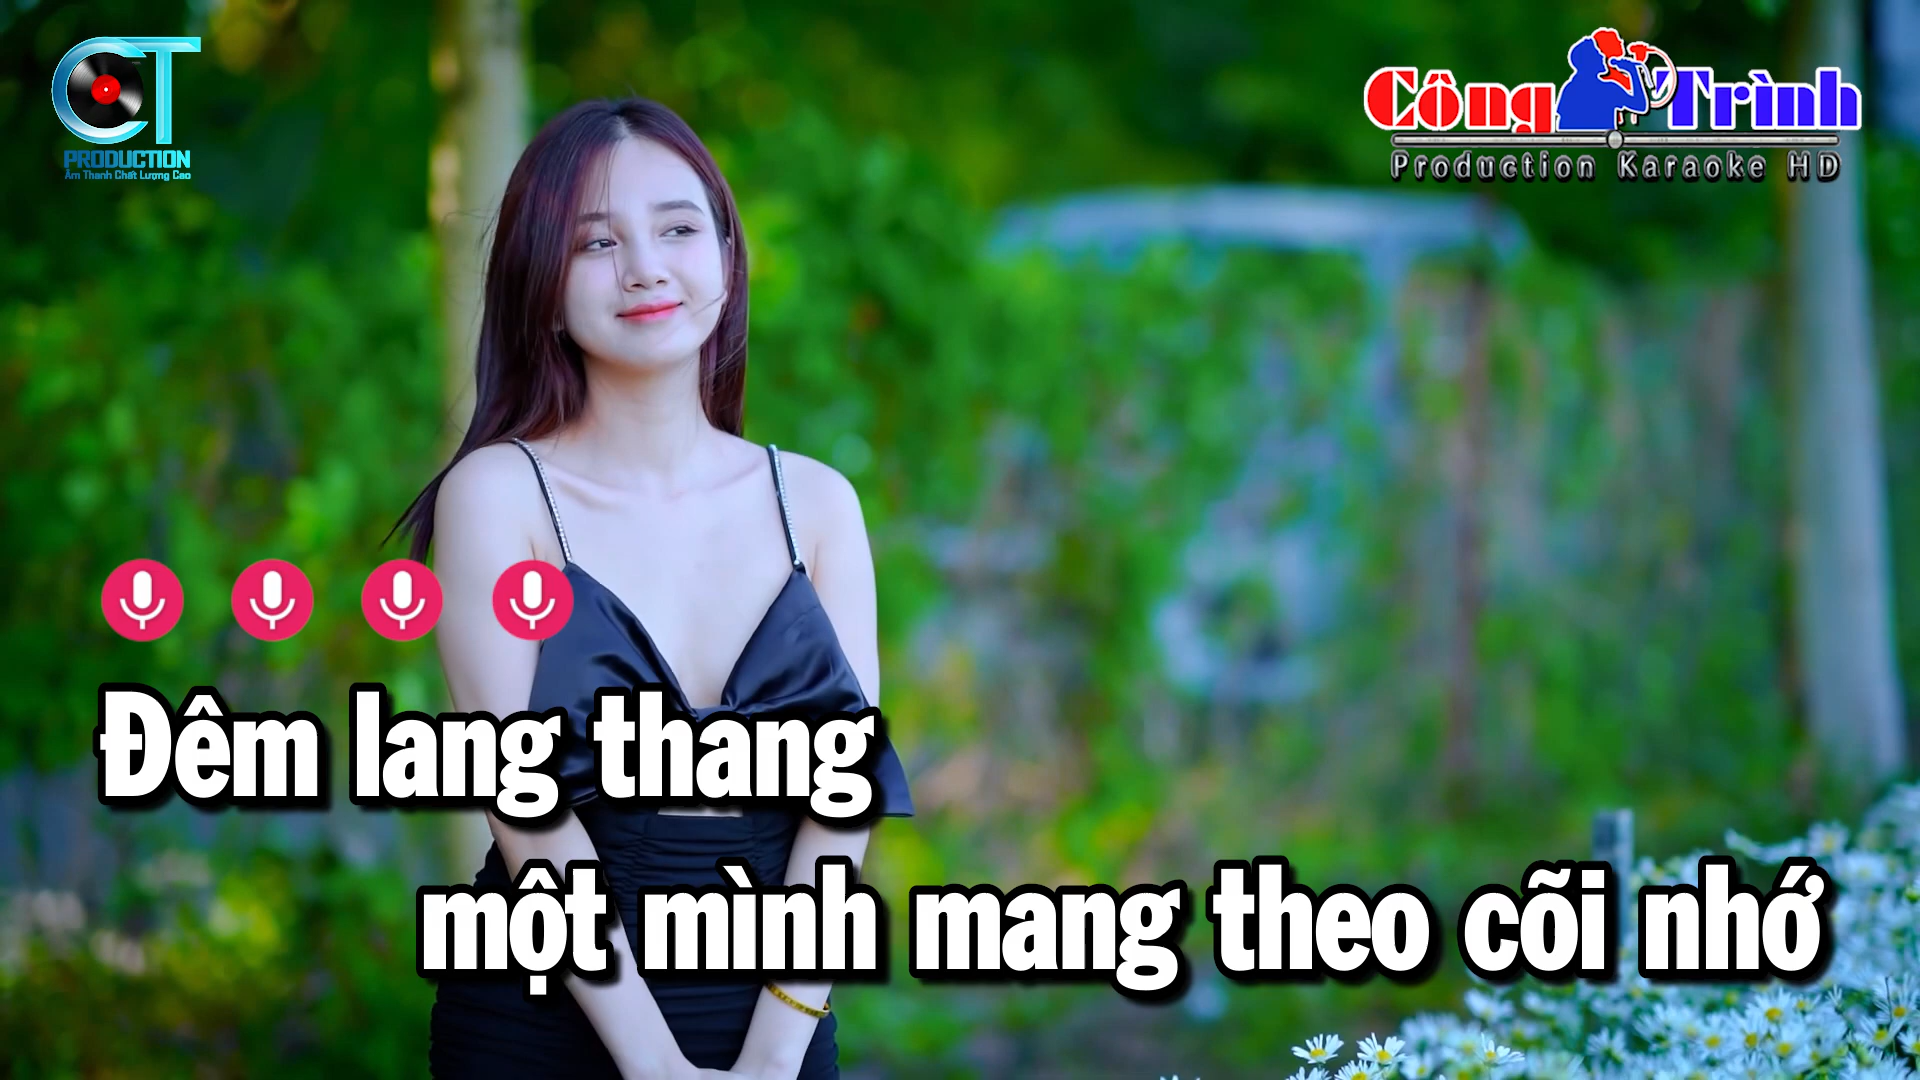 CT
PRODUCTION
Âm Thanh Chất Lượng Cao
Công Trình
Production Karaoke HD
Đêm lang thang
một mình mang theo cõi nhớ